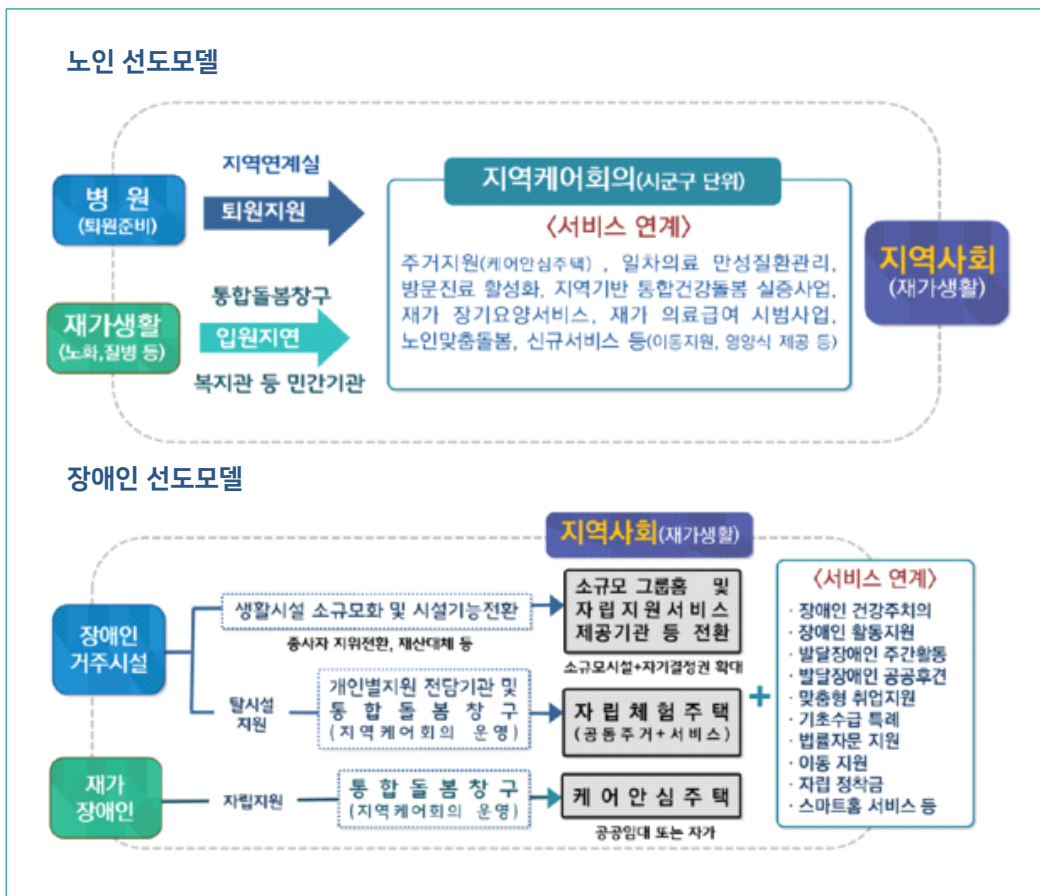 노인 선도모델
병 원
(퇴원준비)
지역연계실
퇴원지원
재가생활
(노화,질병 등)
통합돌봄창구
입원지연
복지관 등 민간기관
지역케어회의(시군구 단위)
〈서비스 연계〉
주거지원(케어안심주택) , 일차의료 만성질환관리,
방문진료 활성화, 지역기반 통합건강돌봄 실증사업,
재가 장기요양서비스, 재가 의료급여 시범사업,
노인맞춤돌봄, 신규서비스 등(이동지원, 영양식 제공 등)
지역사회
(재가생활)
장애인 선도모델
지역사회(재가생활)
장애인
거주시설
생활시설 소규모화 및 시설기능전환
종사자 지위전환, 재산대체 등
소규모 그룹홈 및
자립지원서비스
제공기관 등 전환
소규모시설+자기결정권 확대
탈시설
지원
개인별지원 전담기관 및
통 합 돌 봄 창 구
(지역케어회의 운영)
자립체험주택
(공동주거+서비스)
재가
장애인
자립지원
통 합 돌 봄 창 구
(지역케어회의 운영)
케어안심주택
공공임대 또는 자가
+
〈서비스 연계〉
· 장애인 건강주치의
· 장애인 활동지원
· 발달장애인 주간활동
· 발달장애인 공공후견
· 맞춤형 취업지원
· 기초수급 특례
· 법률자문 지원
· 이동 지원
· 자립 정착금
· 스마트홈 서비스 등